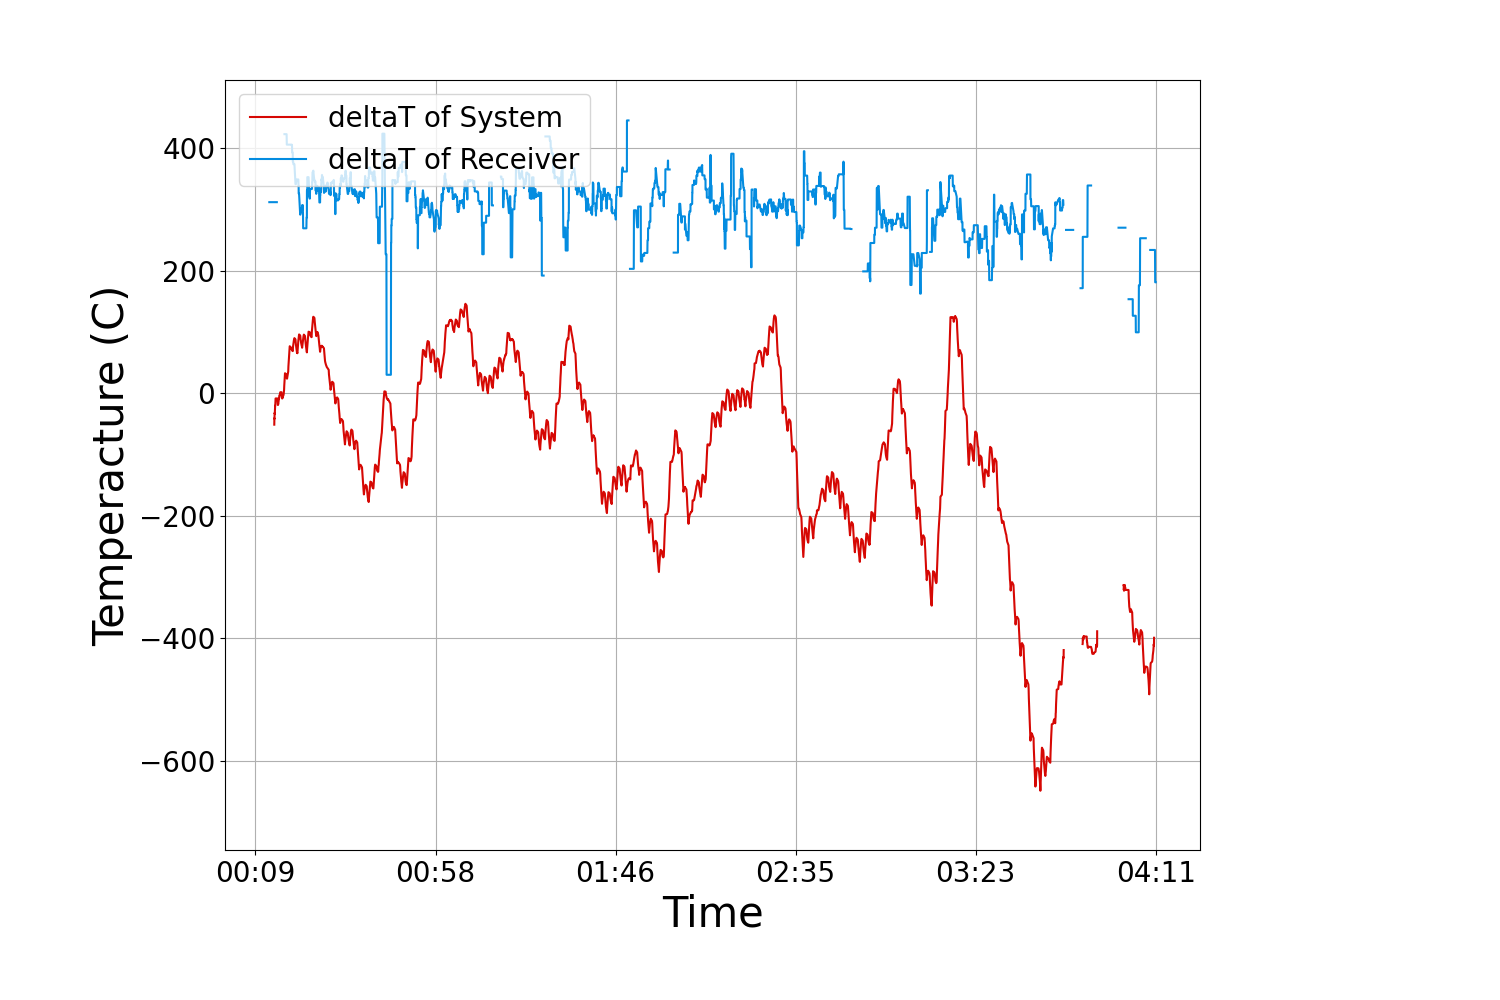 deltaT of System
deltaT of Receiver
400
200
0
−200
−400
−600
Temperacture (C)
00:09 00:58 01:46 02:35 03:23 04:11
Time